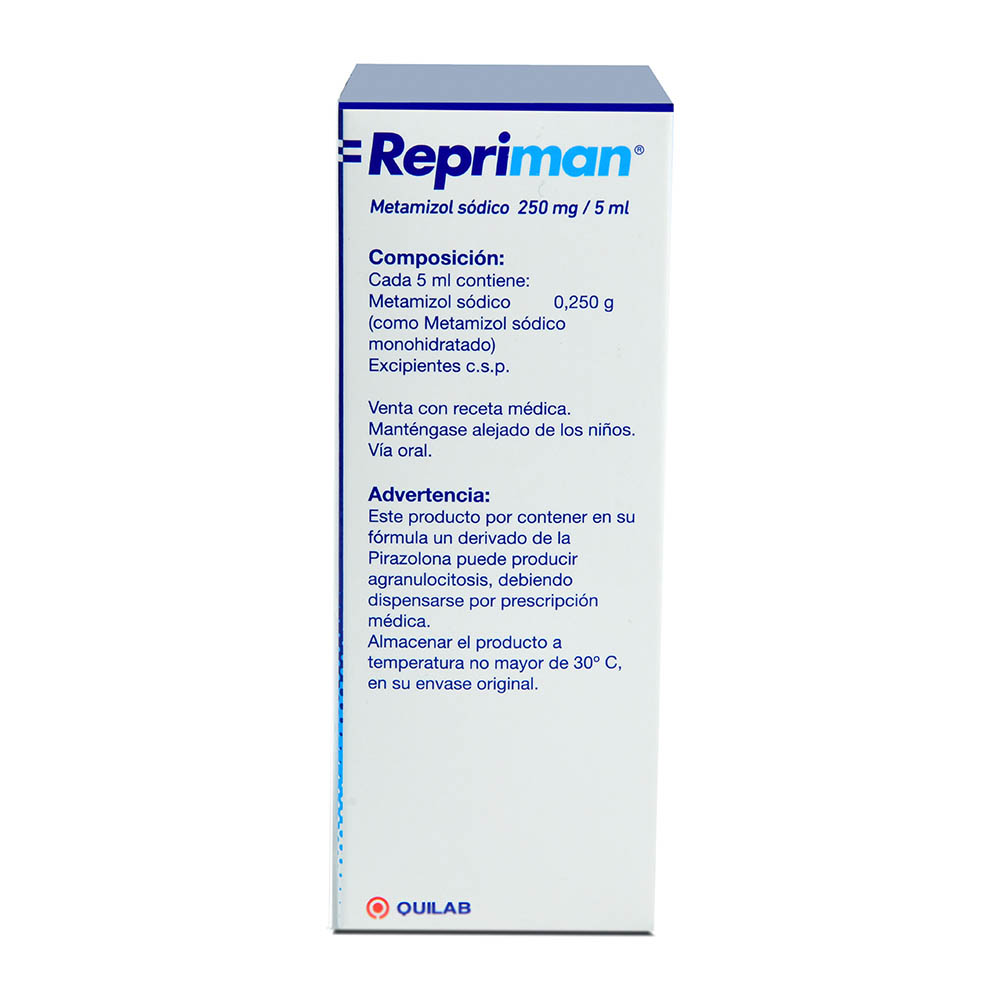 Repriman®
Metamizol sódico 250 mg / 5 ml
Composición:
Cada 5 ml contiene:
Metamizol sódico 0,250 g
(como Metamizol sódico
monohidratado)
Excipientes c.s.p.
Venta con receta médica.
Manténgase alejado de los niños.
Vía oral.
Advertencia:
Este producto por contener en su
fórmula un derivado de la
Pirazolona puede producir
agranulocitosis, debiendo
dispensarse por prescripción
médica.
Almacenar el producto a
temperatura no mayor de 30º C,
en su envase original.
QUILAB